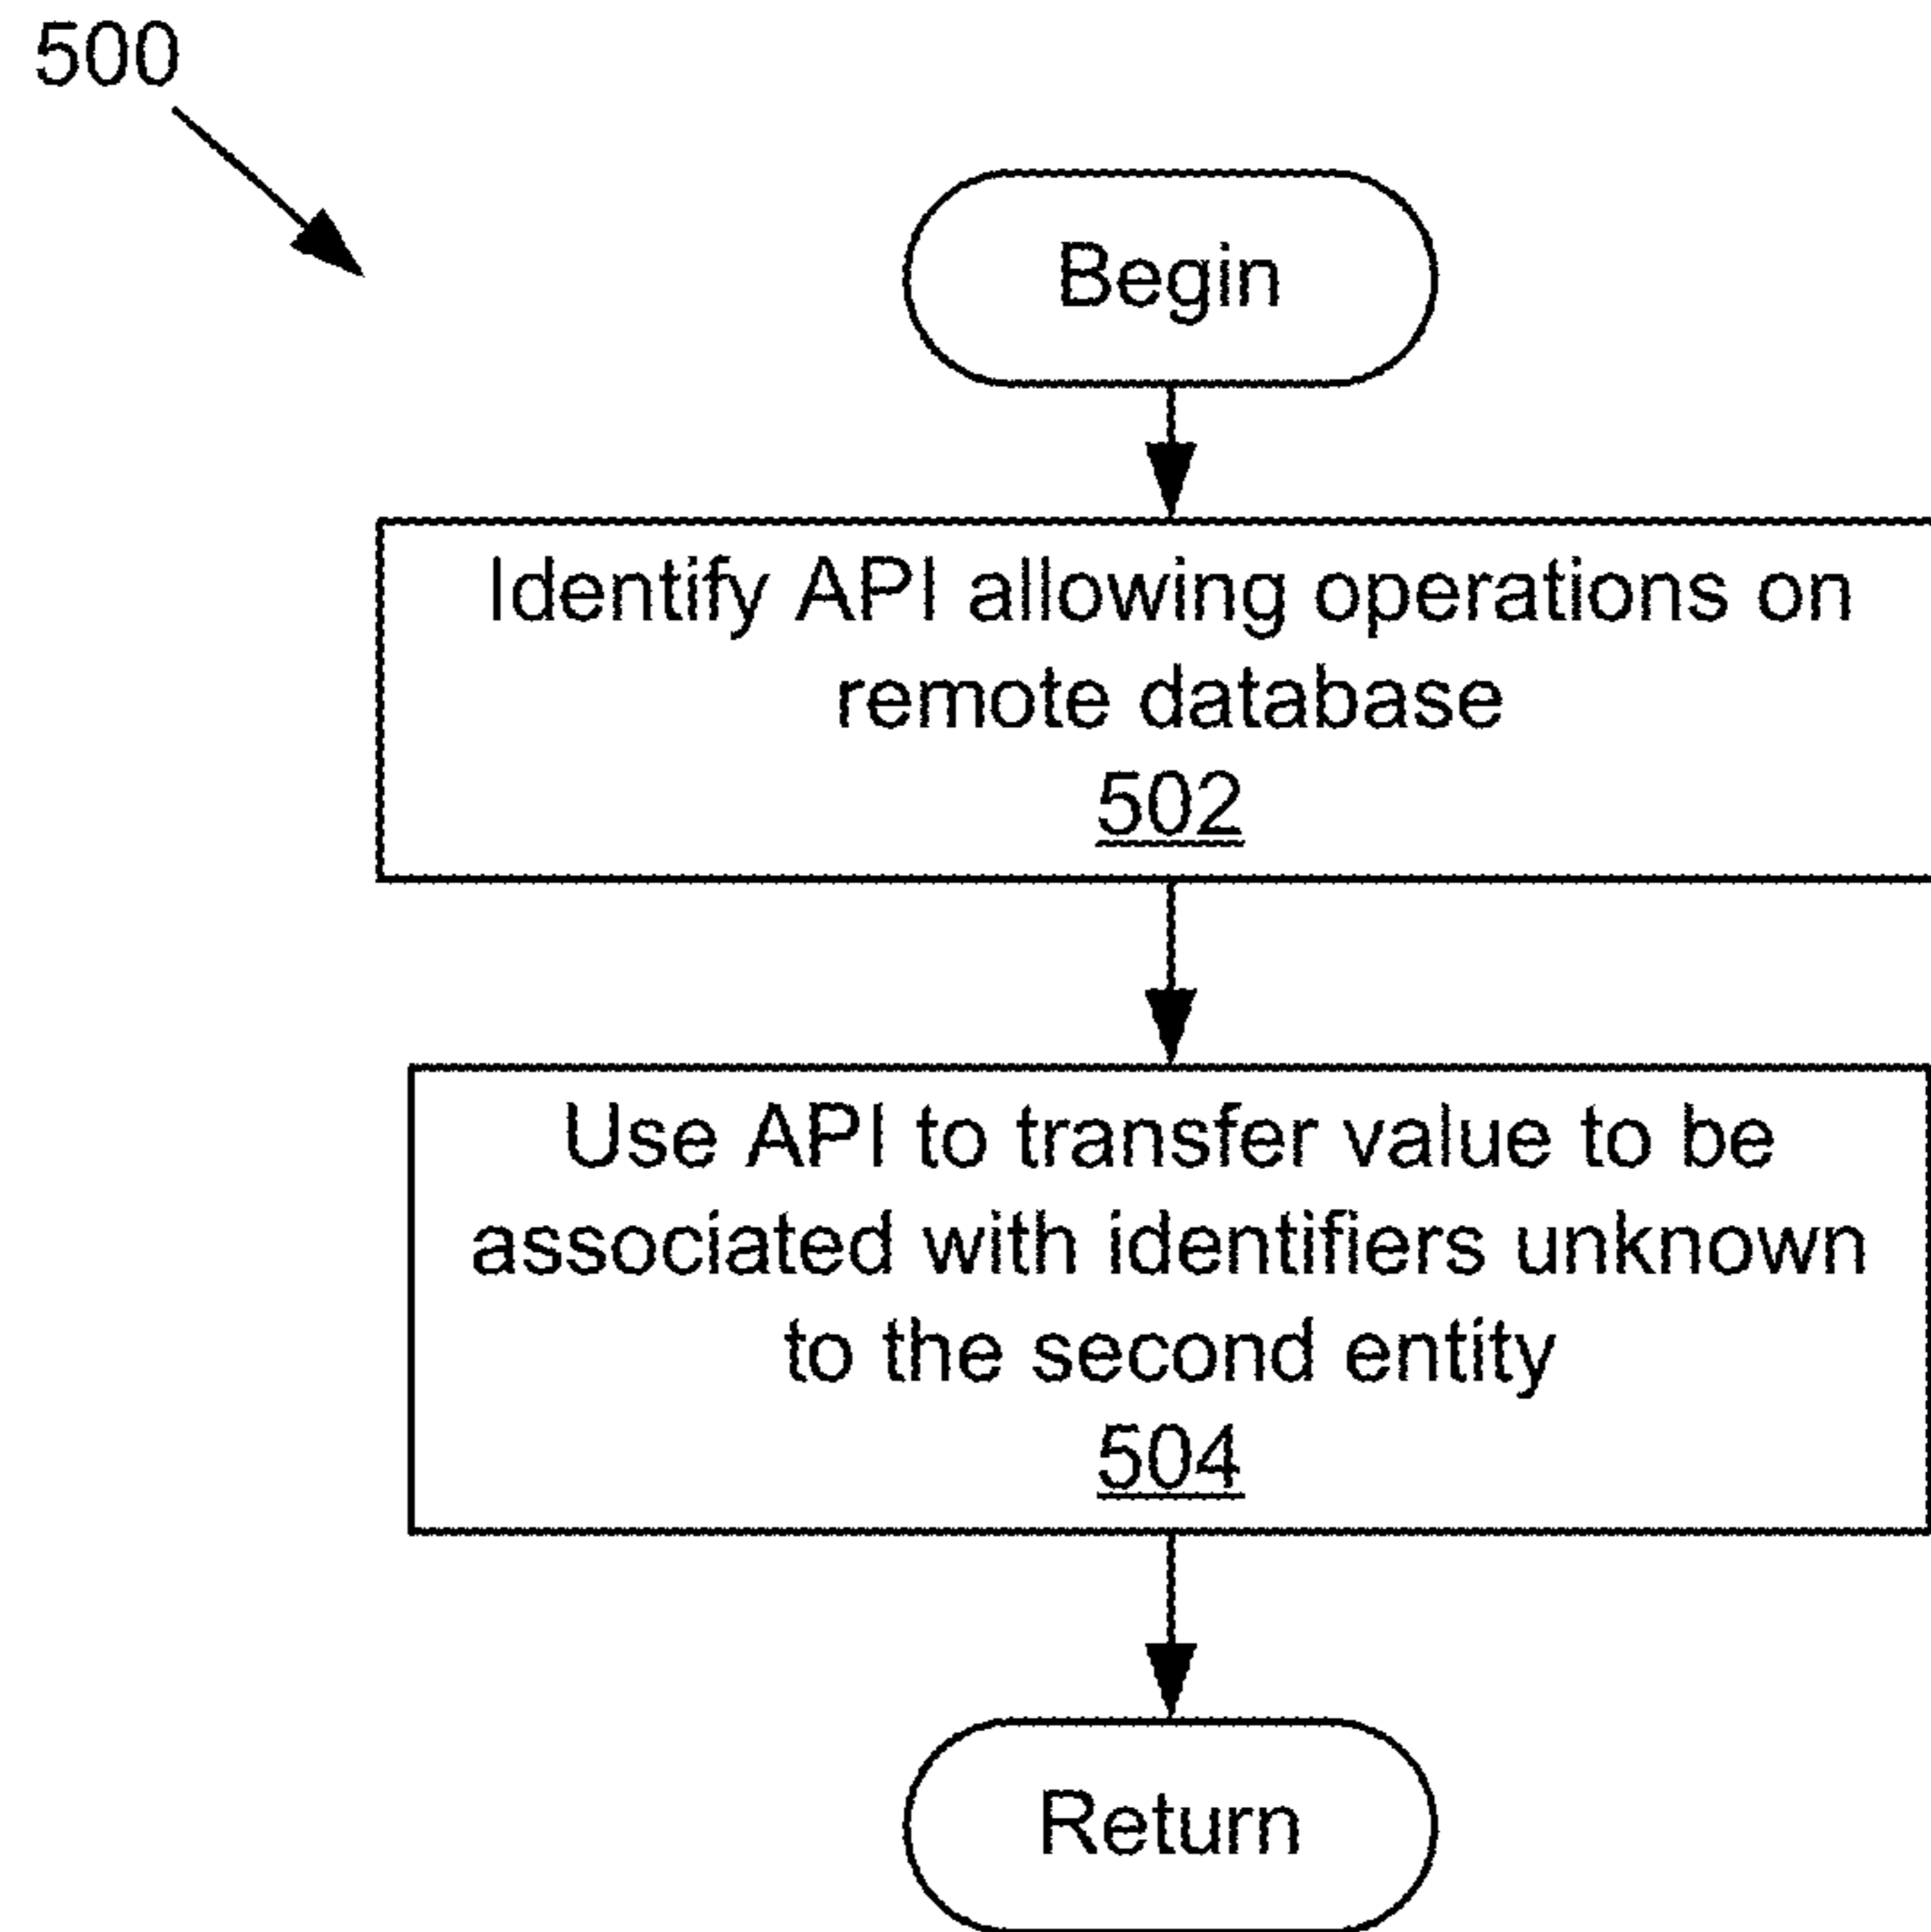 500
Begin
Identify API allowing operations on
remote database
502
Use API to transfer value to be
associated with identifiers unknown
to the second entity
504
Return